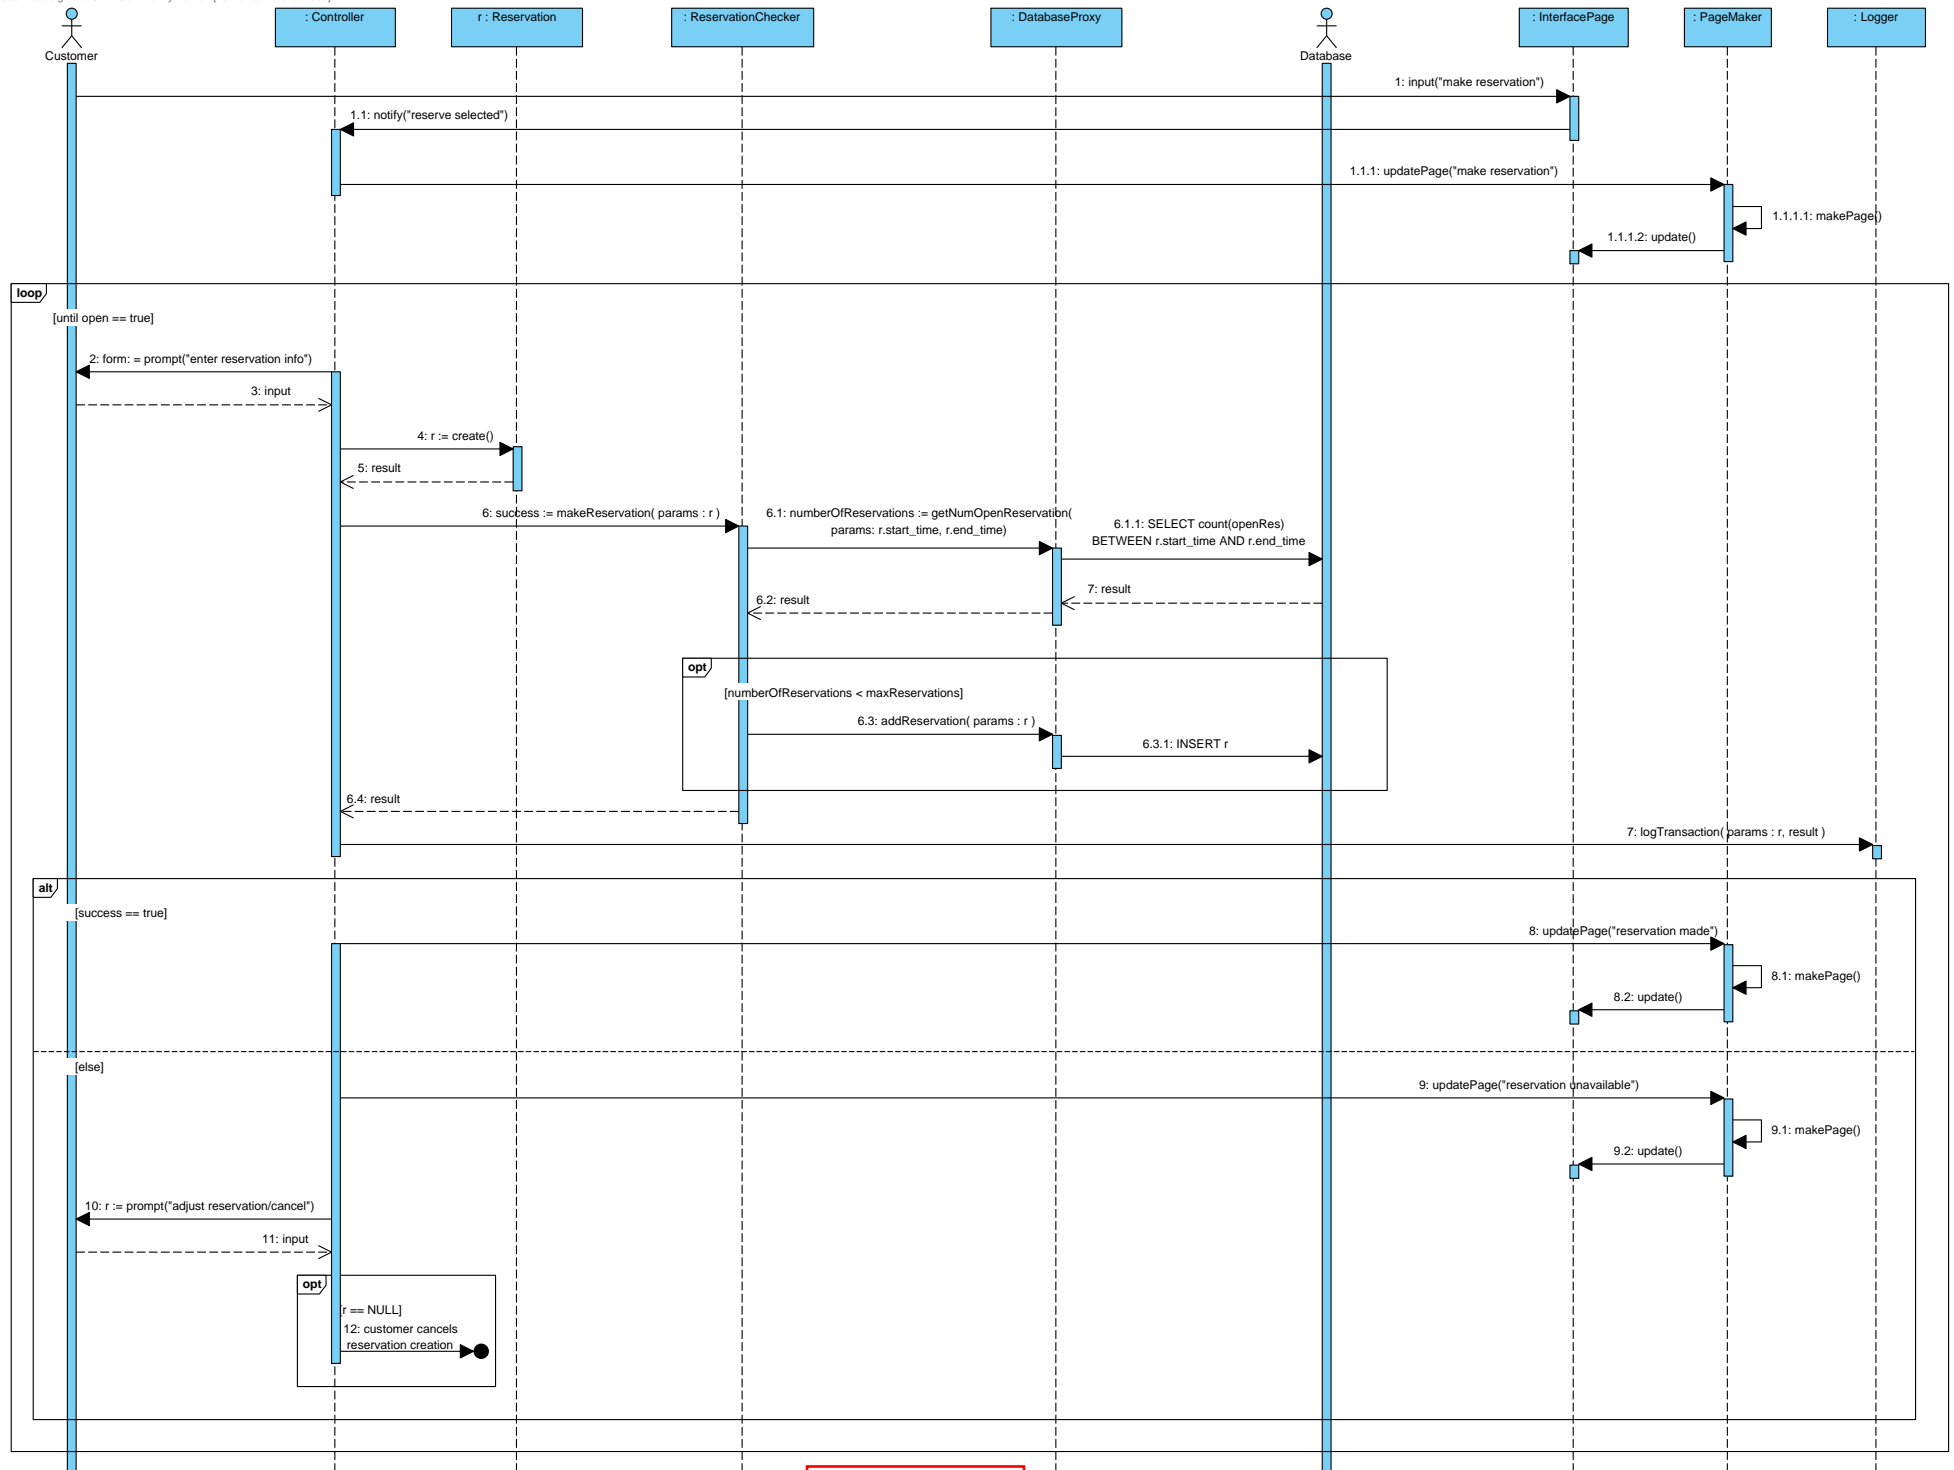 : Controller
r : Reservation
: ReservationChecker
: DatabaseProxy
: InterfacePage
: PageMaker
: Logger
Customer
Database
1: input("make reservation")
1.1: notify("reserve selected")
1.1.1: updatePage("make reservation")
1.1.1.1: makePage()
1.1.1.2: update()
loop
[until open == true]
2: form: = prompt("enter reservation info")
3: input
4: r := create()
5: result
6: success := makeReservation( params : r )
6.1: numberOfReservations := getNumOpenReservation(
params: r.start_time, r.end_time)
6.1.1: SELECT count(openRes)
BETWEEN r.start_time AND r.end_time
7: result
6.2: result
opt
[numberOfReservations < maxReservations]
6.3: addReservation( params : r )
6.3.1: INSERT r
6.4: result
7: logTransaction( params : r, result )
alt
[success == true]
8: updatePage("reservation made")
8.1: makePage()
8.2: update()
[else]
9: updatePage("reservation unavailable")
9.1: makePage()
9.2: update()
10: r := prompt("adjust reservation/cancel")
11: input
opt
[r == NULL]
12: customer cancels
reservation creation